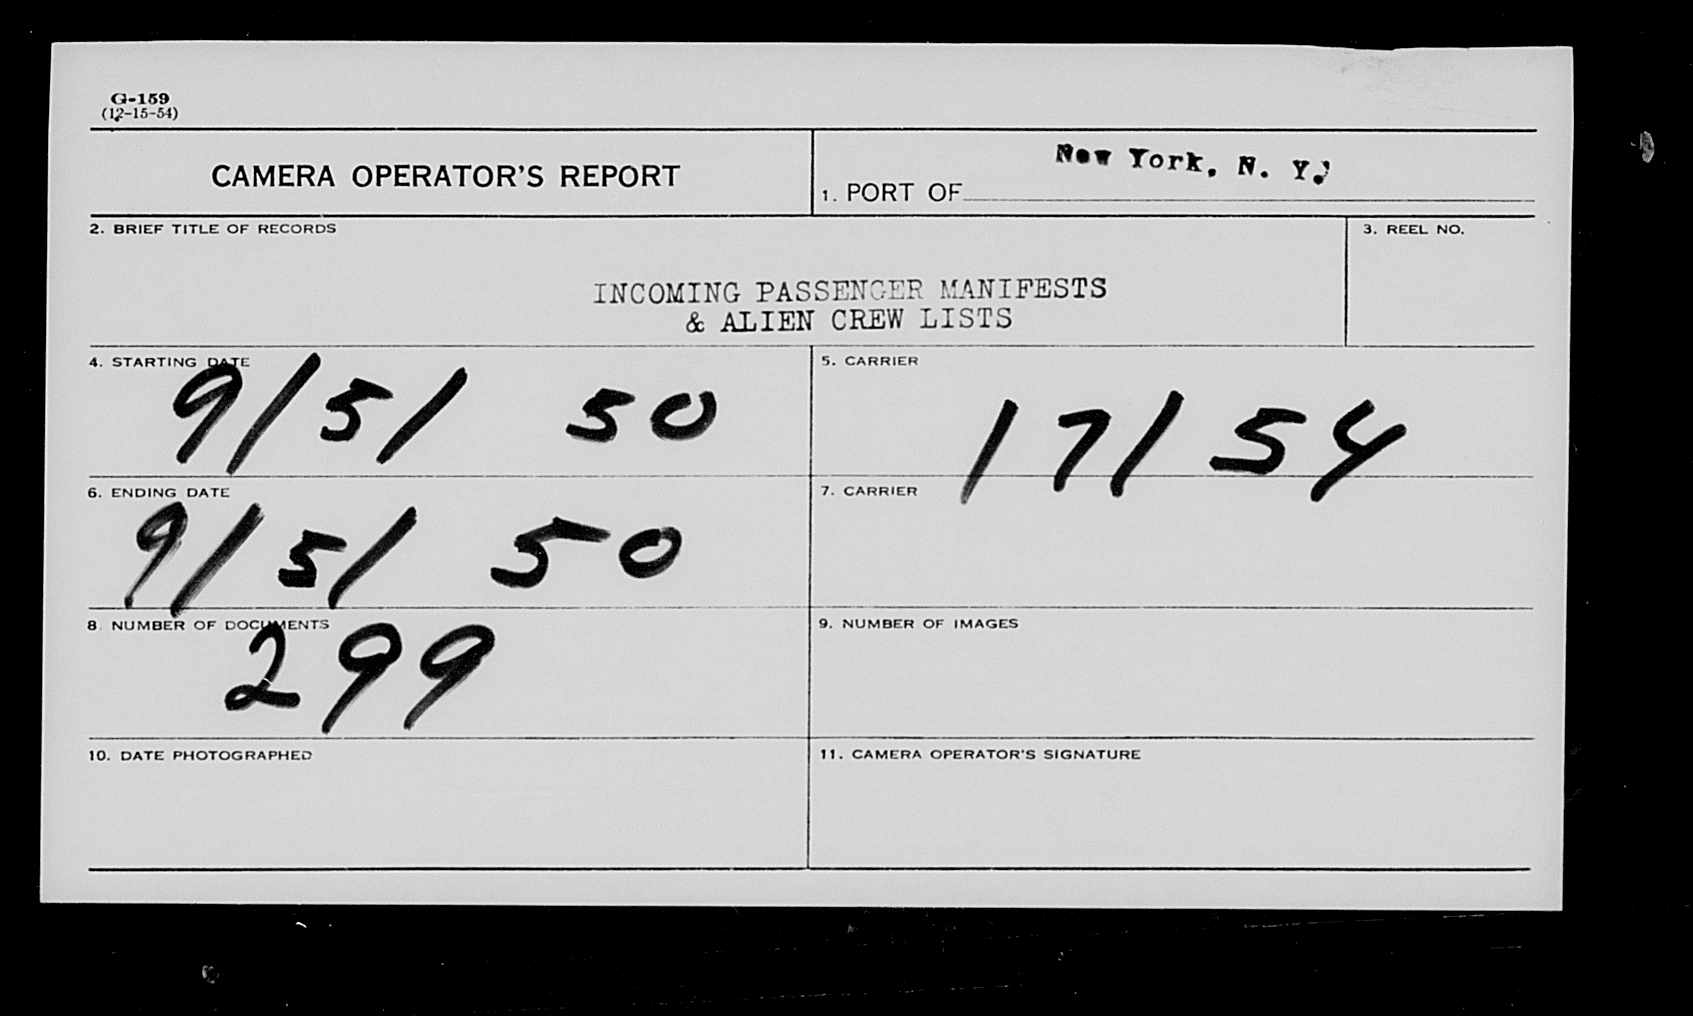 G-159
(12-15-54)
CAMERA OPERATOR'S REPORT
1. PORT OF New York, N. Y.
2. BRIEF TITLE OF RECORDS
INCOMING PASSENGER MANIFESTS
& ALIEN CREW LISTS
3. REEL NO.
4. STARTING DATE
9/5/ 50
5. CARRIER
17154
6. ENDING DATE
9/5/ 50
7. CARRIER
8. NUMBER OF DOCUMENTS
299
9. NUMBER OF IMAGES
10. DATE PHOTOGRAPHED
11. CAMERA OPERATOR'S SIGNATURE